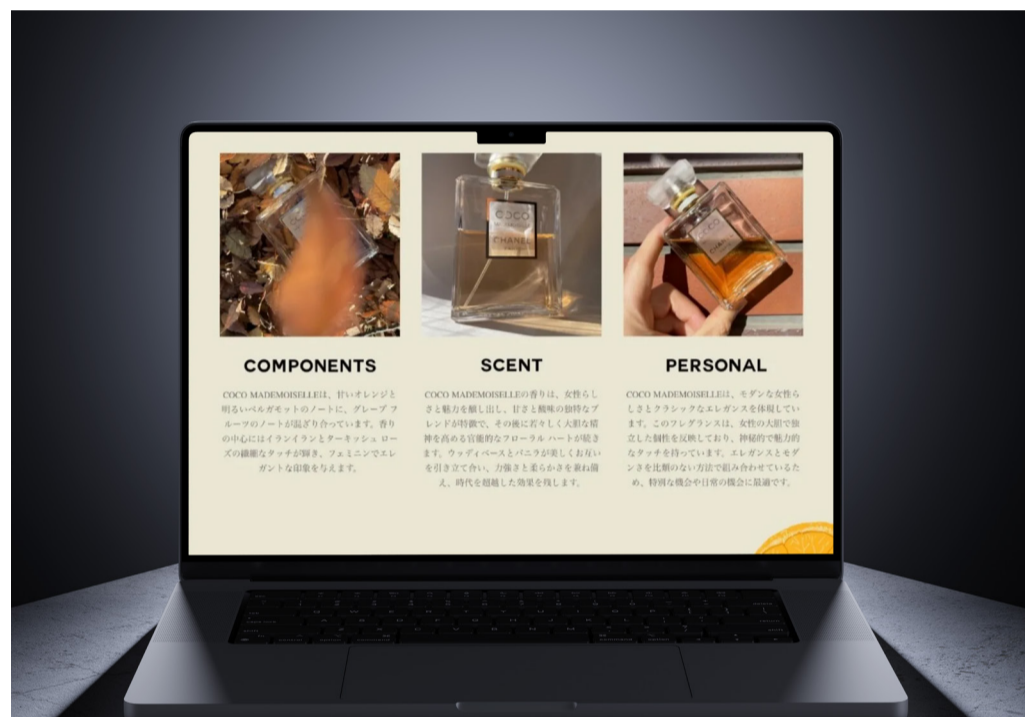 COCO
CHANEL
COCO
COMPONENTS
COCO MADEMOISELLEは、甘いオレンジと
明るいベルガモットのノートに、グレープ フ
ルーツのノートが混ざり合っています。香り
の中心にはイランイランとターキッシュ ロー
ズの繊細なタッチが輝き、フェミニンでエレ
ガントな印象を与えます。
SCENT
COCO MADEMOISELLEの香りは、女性らし
さと魅力を醸し出し、甘さと酸味の独特なブ
レンドが特徴で、その後に若々しく大胆な精
神を高める官能的なフローラル ハートが続き
ます。ウッディベースとバニラが美しくお互い
を引き立て合い、力強さと柔らかさを兼ね備
え、時代を超越した効果を残します。
PERSONAL
COCO MADEMOISELLEは、モダンな女性ら
しさとクラシックなエレガンスを体現してい
ます。このフレグランスは、女性の大胆で独
立した個性を反映しており、神秘的で魅力的
なタッチを持っています。エレガンスとモダ
ンさを比類のない方法で組み合わせているた
め、特別な機会や日常の機会に最適です。